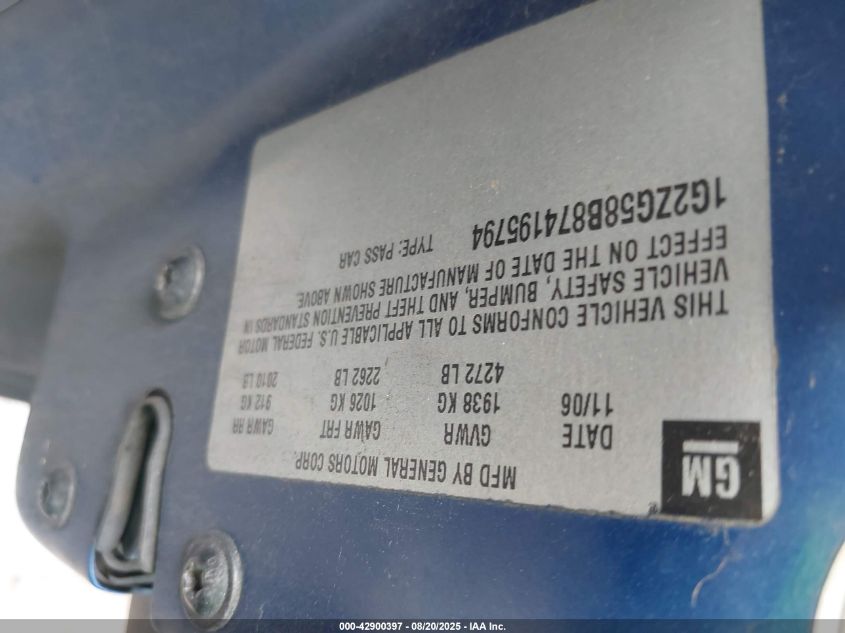 GM
MFD BY GENERAL MOTORS CORP.
DATE GVWR GAWR FRT GAWR RR
11/06 1938 KG 1026 KG 912 KG
4272 LB 2262 LB 2010 LB
THIS VEHICLE CONFORMS TO ALL APPLICABLE U.S. FEDERAL MOTOR
VEHICLE SAFETY, BUMPER, AND THEFT PREVENTION STANDARDS IN
EFFECT ON THE DATE OF MANUFACTURE SHOWN ABOVE.
1G2ZG58B874195794 TYPE: PASS CAR
000-42900397 - 08/20/2025 - IAA Inc.